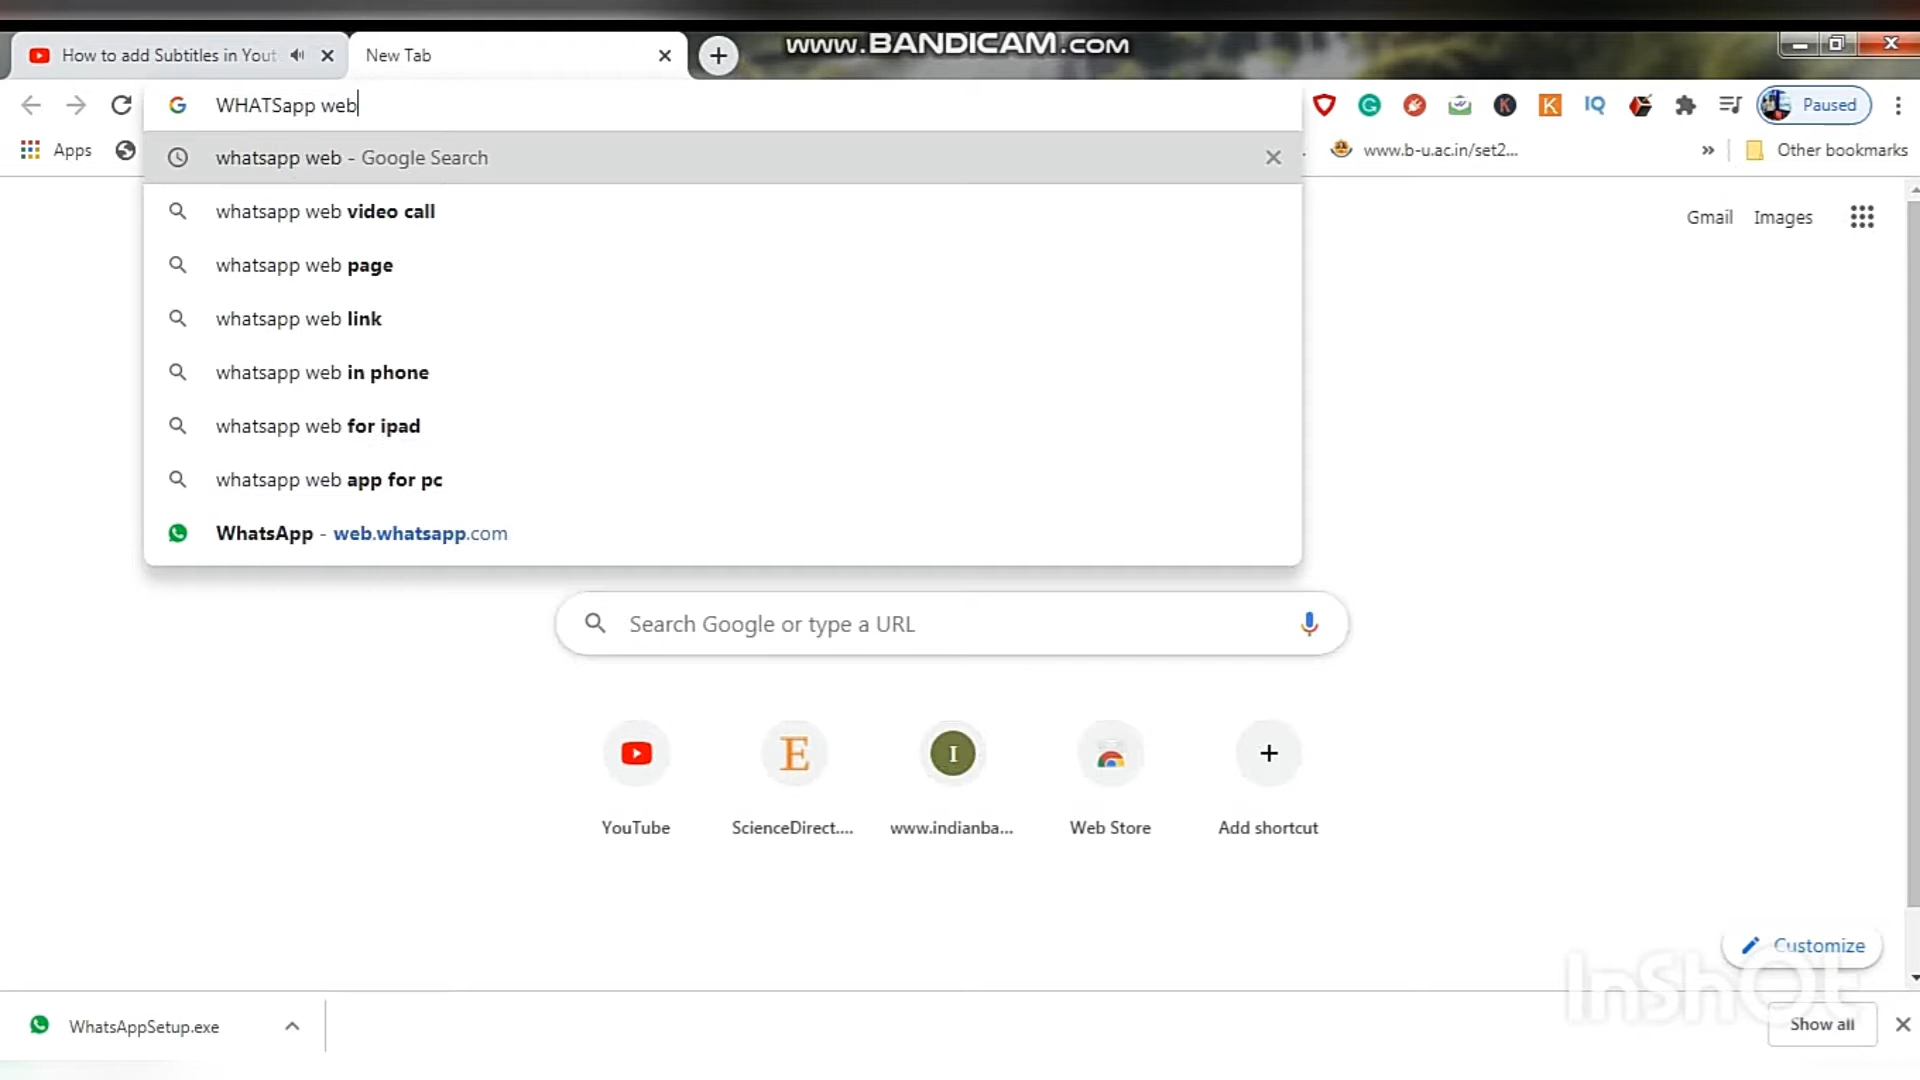 www.BANDICAM.com
How to add Subtitles in Yout
New Tab
WHATSapp web
Paused
Apps
www.b-u.ac.in/set2...
»
Other bookmarks
whatsapp web - Google Search
whatsapp web video call
whatsapp web page
whatsapp web link
whatsapp web in phone
whatsapp web for ipad
whatsapp web app for pc
WhatsApp - web.whatsapp.com
Gmail
Images
Search Google or type a URL
YouTube
ScienceDirect....
www.indianba...
Web Store
Add shortcut
Customize
InShOt
WhatsAppSetup.exe
Show all